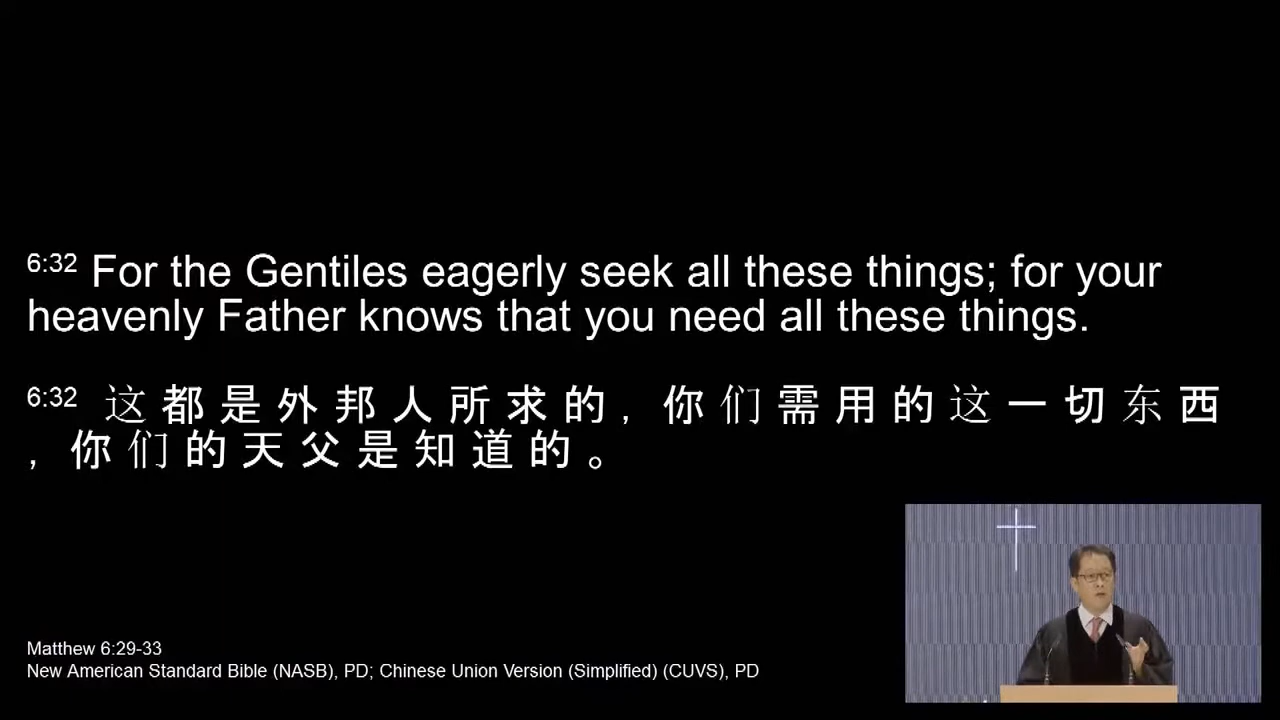 6:32 For the Gentiles eagerly seek all these things; for your
heavenly Father knows that you need all these things.
6:32 这都是外邦人所求的，你们需用的这一切东西
，你们的天父是知道的。
Matthew 6:29-33
New American Standard Bible (NASB), PD; Chinese Union Version (Simplified) (CUVS), PD